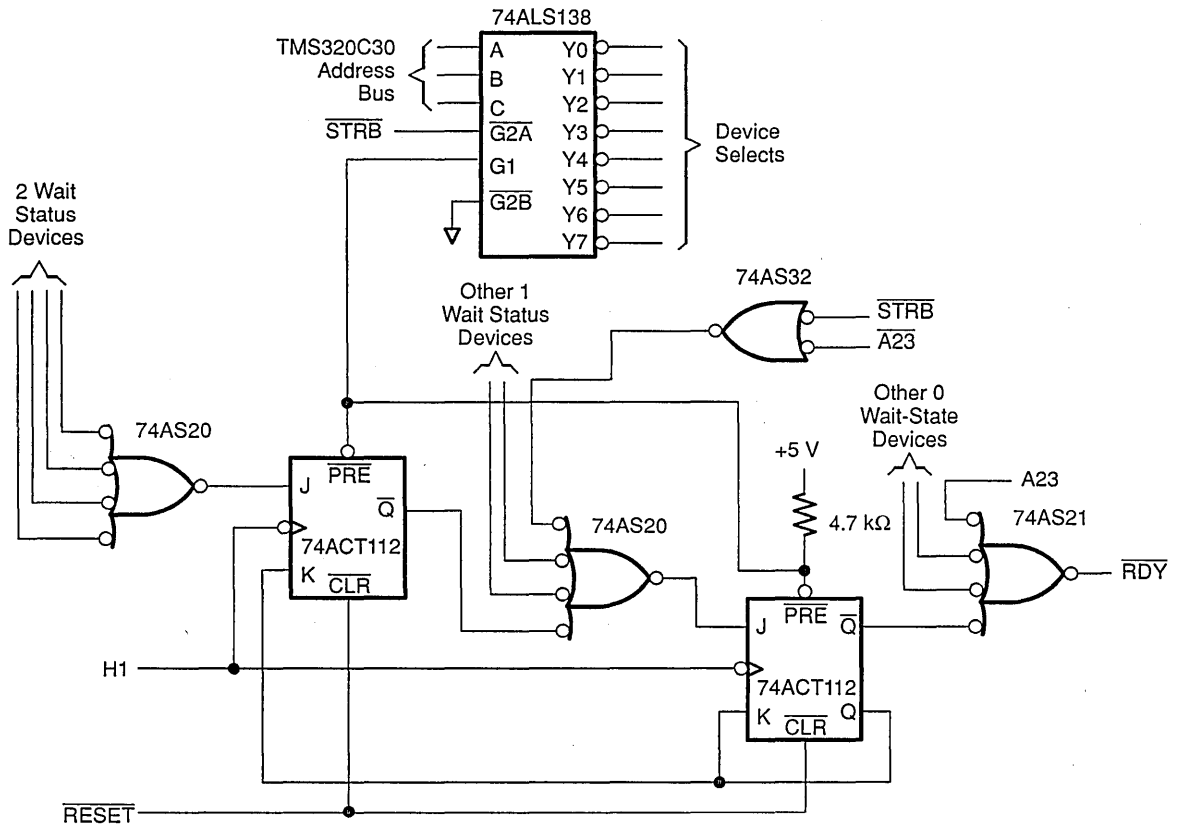 74ALS138
TMS320C30
Address
Bus
A
B
C
G2A
G1
G2B
STRB
Y0
Y1
Y2
Y3
Y4
Y5
Y6
Y7
Device
Selects
2 Wait
Status
Devices
74AS20
Other 1
Wait Status
Devices
74AS32
STRB
A23
Other 0
Wait-State
Devices
+5 V
4.7 kΩ
A23
74AS21
RDY
PRE
J
Q
74ACT112
K
CLR
74AS20
PRE
J
Q
74ACT112
K
CLR
Q
H1
RESET